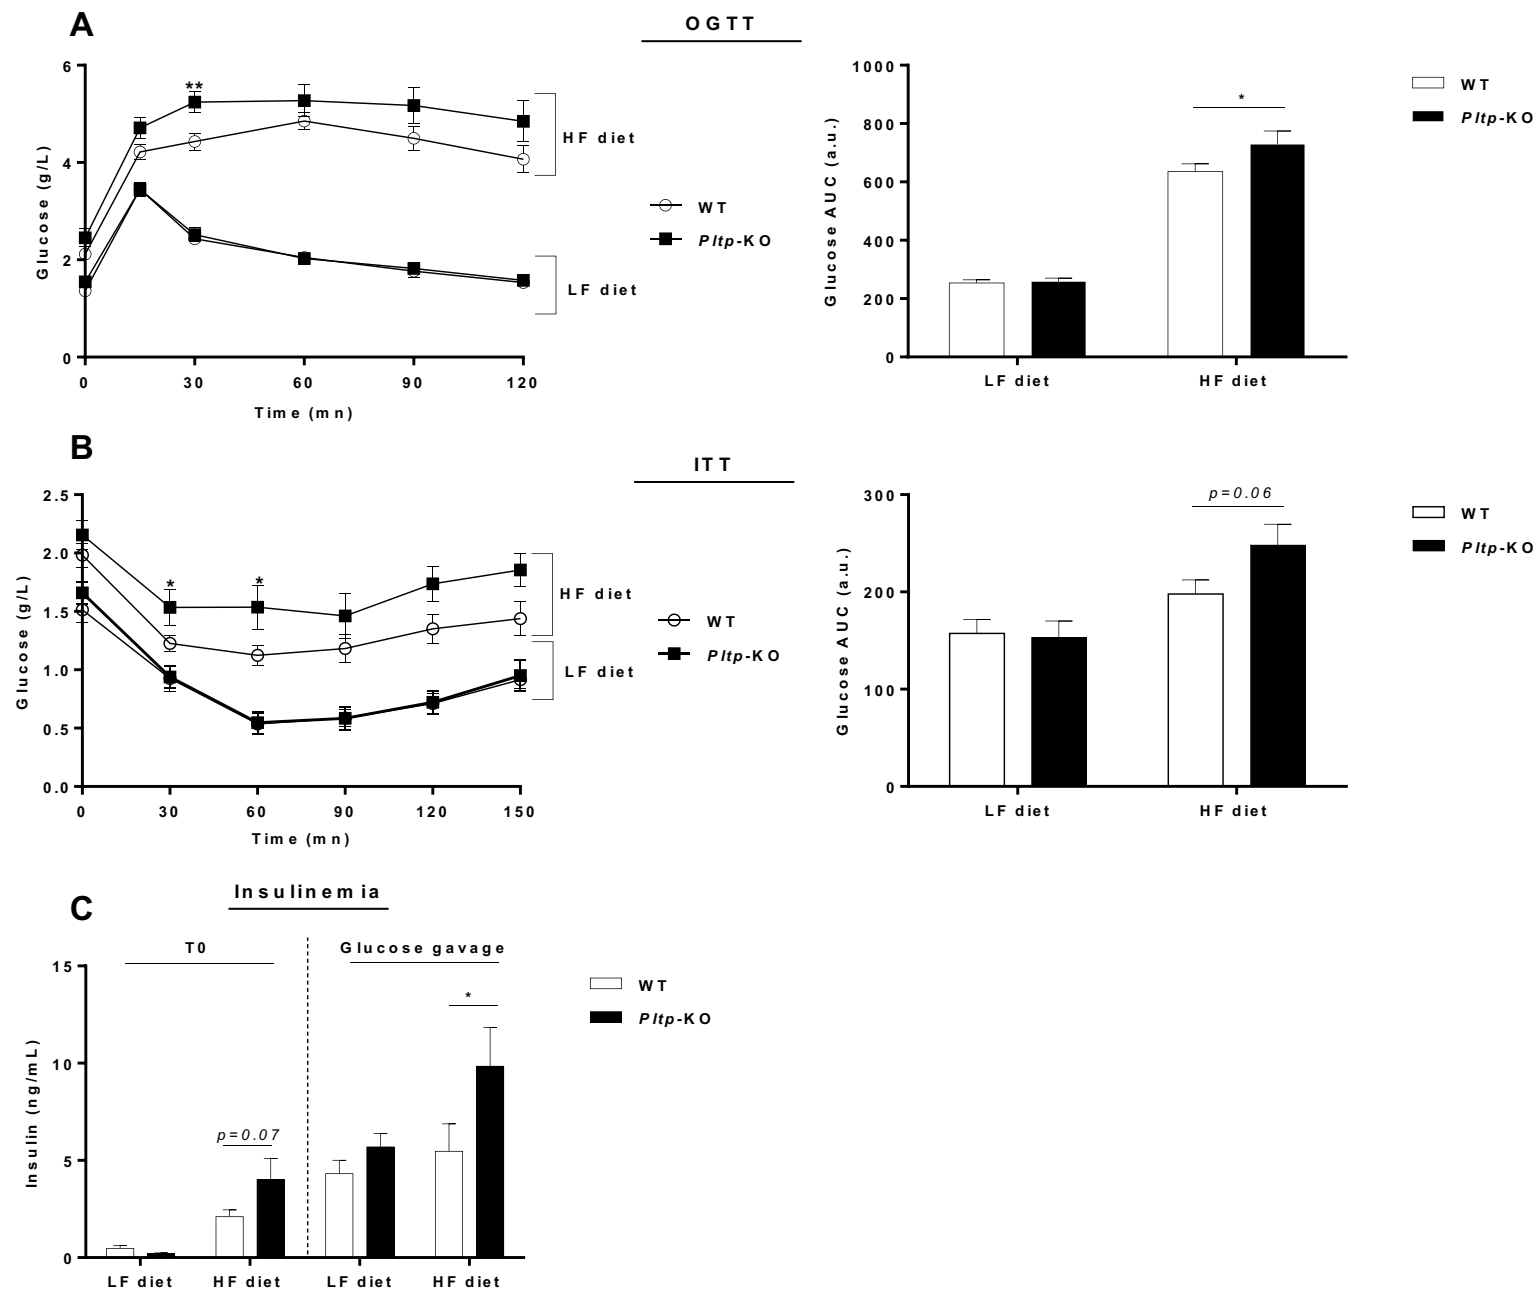 A
OGTT
6
4
2
0
Glucose (g/L)
**
HF diet
LF diet
0 30 60 90 120
Time (mn)
WT
Pltp-KO
1000
800
600
400
200
0
Glucose AUC (a.u.)
*
LF diet HF diet
WT
Pltp-KO
B
ITT
2.5
2.0
1.5
1.0
0.5
0.0
Glucose (g/L)
* *
HF diet
LF diet
0 30 60 90 120 150
Time (mn)
WT
Pltp-KO
300
200
100
0
Glucose AUC (a.u.)
p=0.06
LF diet HF diet
WT
Pltp-KO
C
Insulinemia
T0 Glucose gavage
15
10
5
0
Insulin (ng/mL)
p=0.07
*
LF diet HF diet LF diet HF diet
WT
Pltp-KO